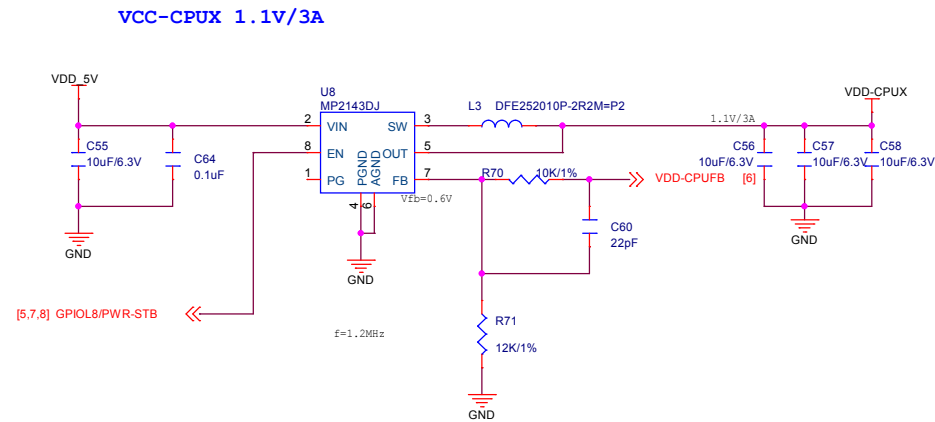 VCC-CPUX 1.1V/3A
VDD_5V
U8
MP2143DJ
L3 DFE252010P-2R2M=P2
VDD-CPUX
2 VIN SW 3
1.1V/3A
C55
10uF/6.3V
C64
0.1uF
8 EN OUT 5
C56
10uF/6.3V
C57
10uF/6.3V
C58
10uF/6.3V
1 PG PGND AGND FB 7
R70 10K/1%
VDD-CPUFB [6]
Vfb=0.6V
4 6
C60
22pF
GND
GND
GND
[5,7,8] GPIOL8/PWR-STB
f=1.2MHz
R71
12K/1%
GND